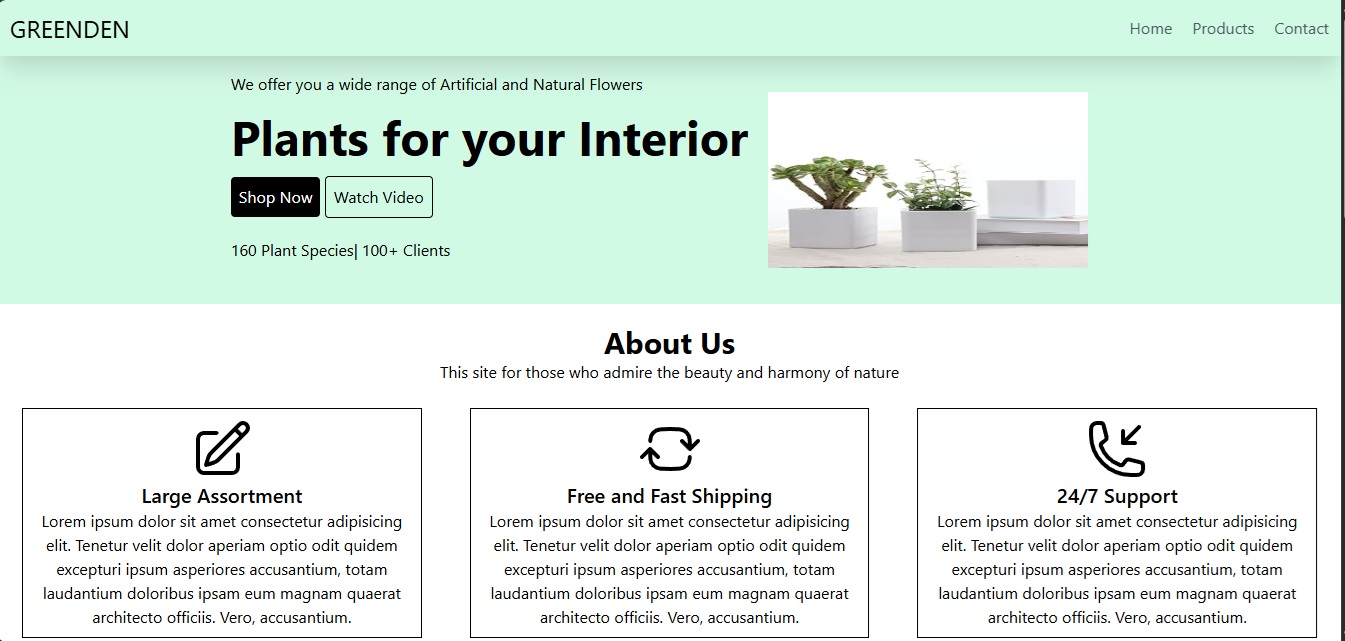 GREENDEN
Home Products Contact
We offer you a wide range of Artificial and Natural Flowers
Plants for your Interior
Shop Now Watch Video
160 Plant Species| 100+ Clients
About Us
This site for those who admire the beauty and harmony of nature
Large Assortment
Lorem ipsum dolor sit amet consectetur adipisicing
elit. Tenetur velit dolor aperiam optio odit quidem
excepturi ipsum asperiores accusantium, totam
laudantium doloribus ipsam eum magnam quaerat
architecto officiis. Vero, accusantium.
Free and Fast Shipping
Lorem ipsum dolor sit amet consectetur adipisicing
elit. Tenetur velit dolor aperiam optio odit quidem
excepturi ipsum asperiores accusantium, totam
laudantium doloribus ipsam eum magnam quaerat
architecto officiis. Vero, accusantium.
24/7 Support
Lorem ipsum dolor sit amet consectetur adipisicing
elit. Tenetur velit dolor aperiam optio odit quidem
excepturi ipsum asperiores accusantium, totam
laudantium doloribus ipsam eum magnam quaerat
architecto officiis. Vero, accusantium.